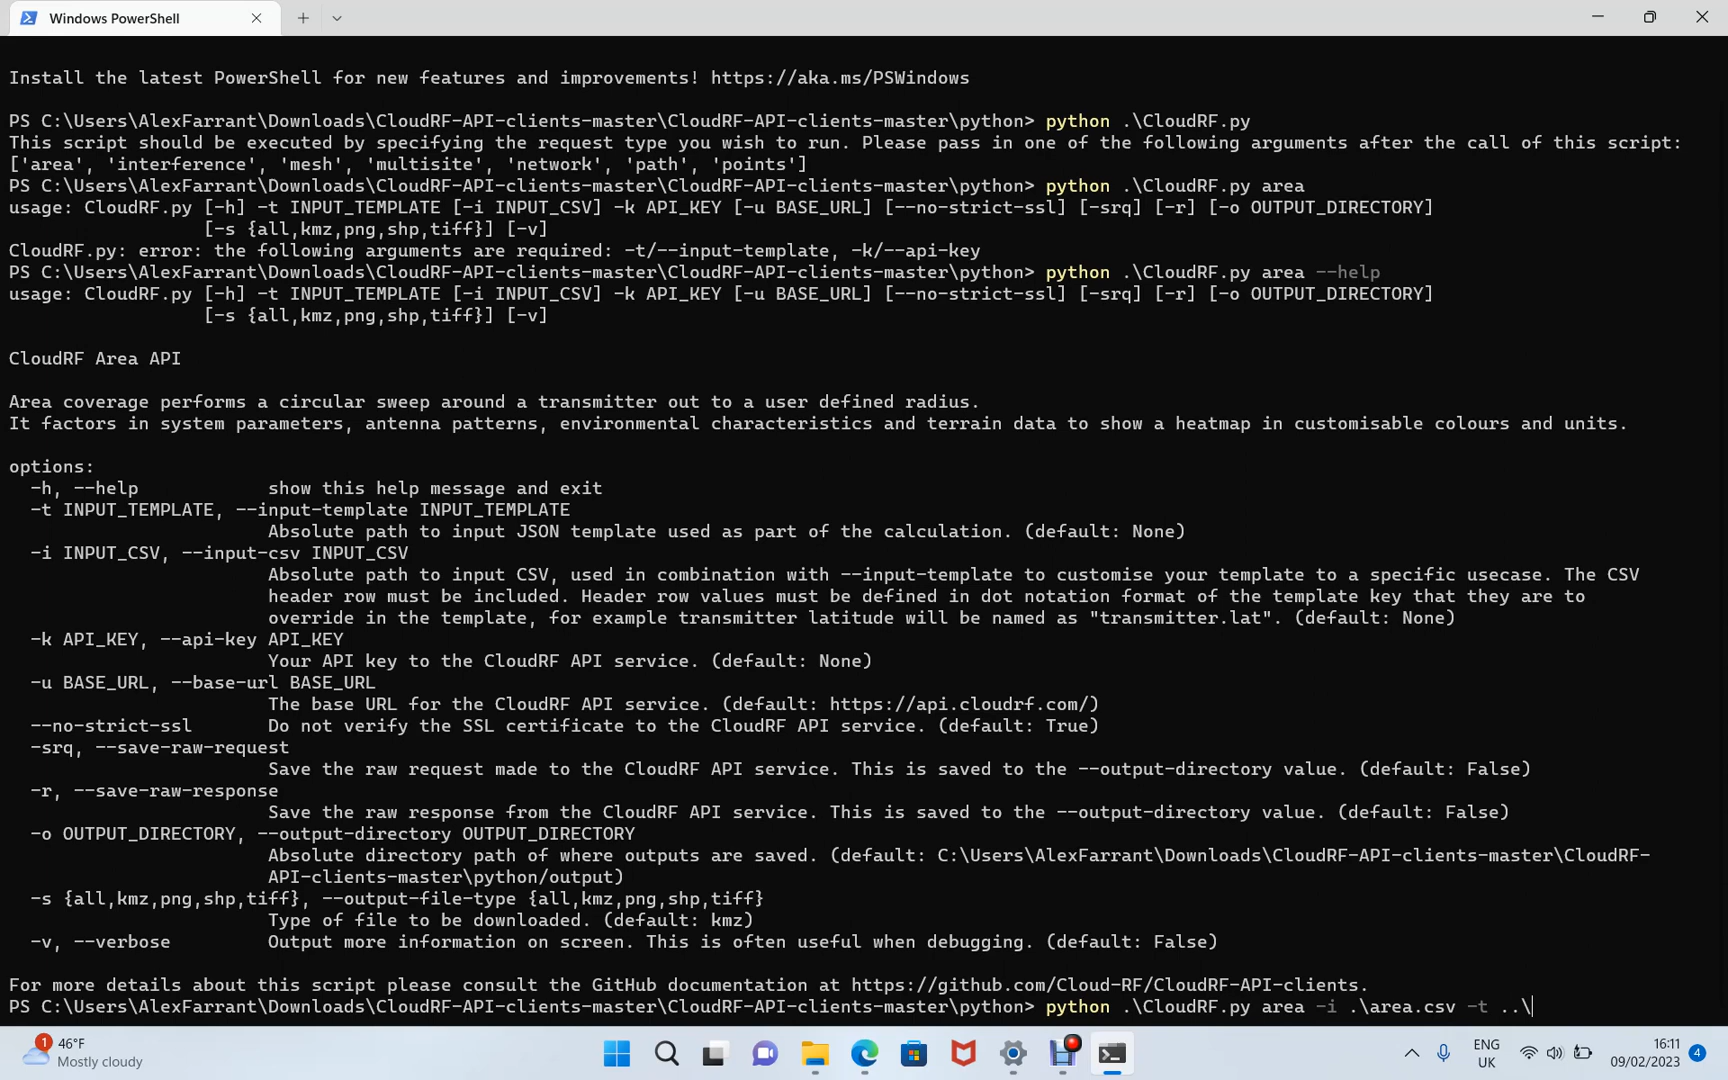 Windows PowerShell
Install the latest PowerShell for new features and improvements! https://aka.ms/PSWindows
PS C:\Users\AlexFarrant\Downloads\CloudRF-API-clients-master\CloudRF-API-clients-master\python> python .\CloudRF.py
This script should be executed by specifying the request type you wish to run. Please pass in one of the following arguments after the call of this script:
['area', 'interference', 'mesh', 'multisite', 'network', 'path', 'points']
PS C:\Users\AlexFarrant\Downloads\CloudRF-API-clients-master\CloudRF-API-clients-master\python> python .\CloudRF.py area
usage: CloudRF.py [-h] -t INPUT_TEMPLATE [-i INPUT_CSV] -k API_KEY [-u BASE_URL] [--no-strict-ssl] [-srq] [-r] [-o OUTPUT_DIRECTORY]
[-s {all,kmz,png,shp,tiff}] [-v]
CloudRF.py: error: the following arguments are required: -t/--input-template, -k/--api-key
PS C:\Users\AlexFarrant\Downloads\CloudRF-API-clients-master\CloudRF-API-clients-master\python> python .\CloudRF.py area --help
usage: CloudRF.py [-h] -t INPUT_TEMPLATE [-i INPUT_CSV] -k API_KEY [-u BASE_URL] [--no-strict-ssl] [-srq] [-r] [-o OUTPUT_DIRECTORY]
[-s {all,kmz,png,shp,tiff}] [-v]
CloudRF Area API
Area coverage performs a circular sweep around a transmitter out to a user defined radius.
It factors in system parameters, antenna patterns, environmental characteristics and terrain data to show a heatmap in customisable colours and units.
options:
-h, --help show this help message and exit
-t INPUT_TEMPLATE, --input-template INPUT_TEMPLATE
Absolute path to input JSON template used as part of the calculation. (default: None)
-i INPUT_CSV, --input-csv INPUT_CSV
Absolute path to input CSV, used in combination with --input-template to customise your template to a specific usecase. The CSV
header row must be included. Header row values must be defined in dot notation format of the template key that they are to
override in the template, for example transmitter latitude will be named as "transmitter.lat". (default: None)
-k API_KEY, --api-key API_KEY
Your API key to the CloudRF API service. (default: None)
-u BASE_URL, --base-url BASE_URL
The base URL for the CloudRF API service. (default: https://api.cloudrf.com/)
--no-strict-ssl Do not verify the SSL certificate to the CloudRF API service. (default: True)
-srq, --save-raw-request
Save the raw request made to the CloudRF API service. This is saved to the --output-directory value. (default: False)
-r, --save-raw-response
Save the raw response from the CloudRF API service. This is saved to the --output-directory value. (default: False)
-o OUTPUT_DIRECTORY, --output-directory OUTPUT_DIRECTORY
Absolute directory path of where outputs are saved. (default: C:\Users\AlexFarrant\Downloads\CloudRF-API-clients-master\CloudRF-
API-clients-master\python/output)
-s {all,kmz,png,shp,tiff}, --output-file-type {all,kmz,png,shp,tiff}
Type of file to be downloaded. (default: kmz)
-v, --verbose Output more information on screen. This is often useful when debugging. (default: False)
For more details about this script please consult the GitHub documentation at https://github.com/Cloud-RF/CloudRF-API-clients.
PS C:\Users\AlexFarrant\Downloads\CloudRF-API-clients-master\CloudRF-API-clients-master\python> python .\CloudRF.py area -i .\area.csv -t ..\
1
46°F
Mostly cloudy
ENG
UK
16:11
09/02/2023
4